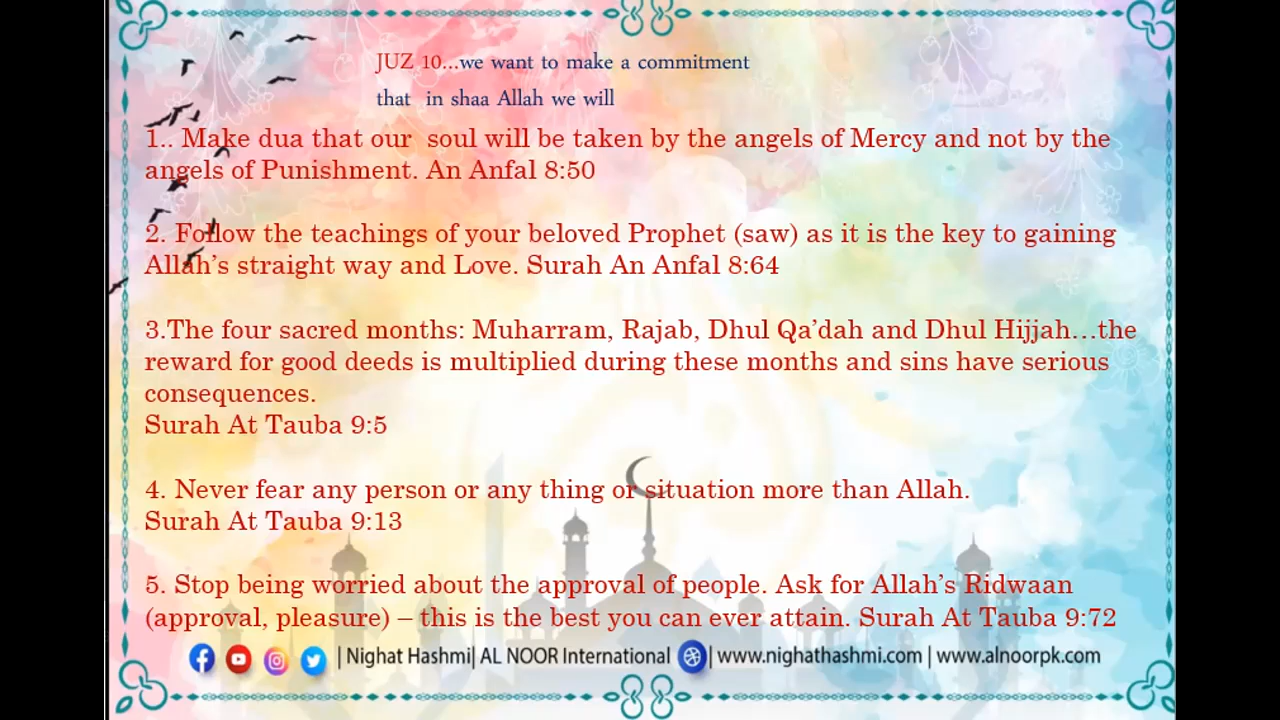 JUZ 10...we want to make a commitment
that in shaa Allah we will
1.. Make dua that our soul will be taken by the angels of Mercy and not by the
angels of Punishment. An Anfal 8:50
2. Follow the teachings of your beloved Prophet (saw) as it is the key to gaining
Allah’s straight way and Love. Surah An Anfal 8:64
3.The four sacred months: Muharram, Rajab, Dhul Qa’dah and Dhul Hijjah…the
reward for good deeds is multiplied during these months and sins have serious
consequences.
Surah At Tauba 9:5
4. Never fear any person or any thing or situation more than Allah.
Surah At Tauba 9:13
5. Stop being worried about the approval of people. Ask for Allah’s Ridwaan
(approval, pleasure) – this is the best you can ever attain. Surah At Tauba 9:72
| Nighat Hashmi| AL NOOR International | www.nighathashmi.com | www.alnoorpk.com